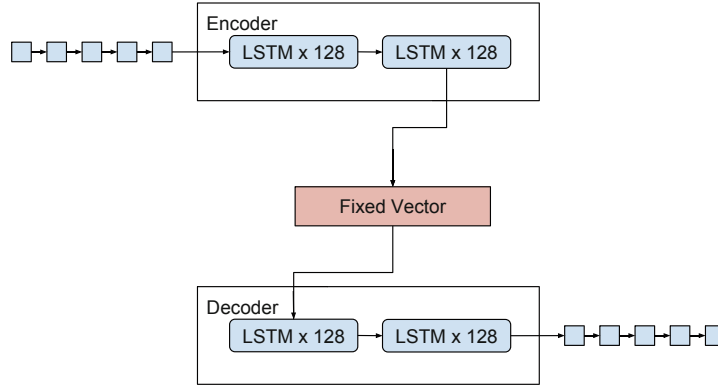 Encoder
LSTM x 128
LSTM x 128
Fixed Vector
Decoder
LSTM x 128
LSTM x 128